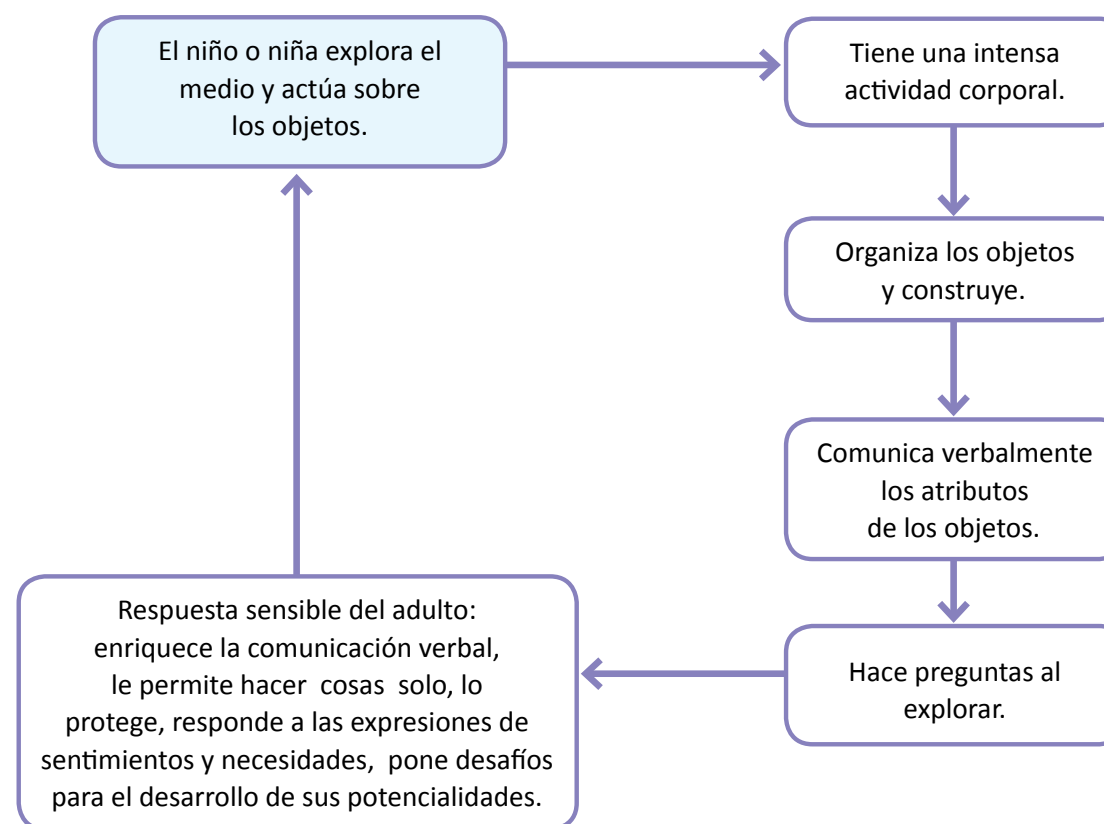 El niño o niña explora el
medio y actúa sobre
los objetos.
Tiene una intensa
actividad corporal.
Organiza los objetos
y construye.
Comunica verbalmente
los atributos
de los objetos.
Hace preguntas al
explorar.
Respuesta sensible del adulto:
enriquece la comunicación verbal,
le permite hacer cosas solo, lo
protege, responde a las expresiones de
sentimientos y necesidades, pone desafíos
para el desarrollo de sus potencialidades.